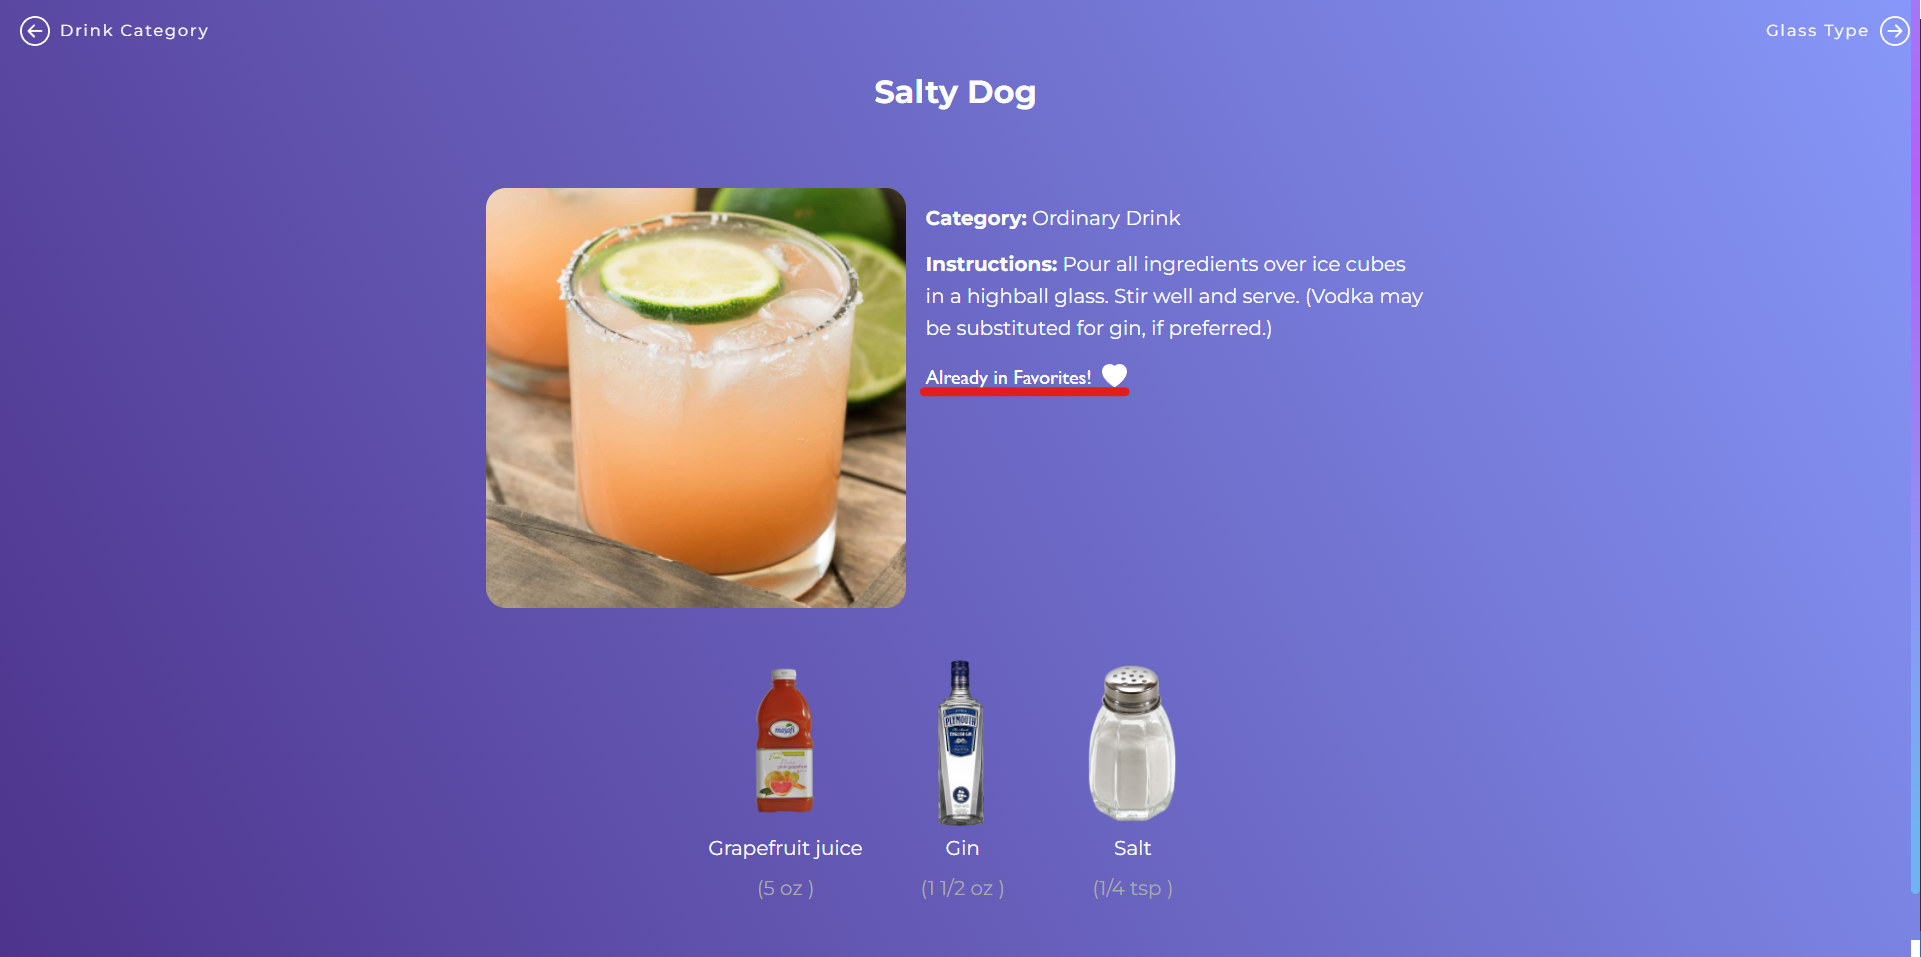 Drink Category
Glass Type
Salty Dog
Category: Ordinary Drink
Instructions: Pour all ingredients over ice cubes
in a highball glass. Stir well and serve. (Vodka may
be substituted for gin, if preferred.)
Already in Favorites!
masafi
PLYMOUTH
Grapefruit juice
Gin
Salt
(5 oz )
(1 1/2 oz )
(1/4 tsp )